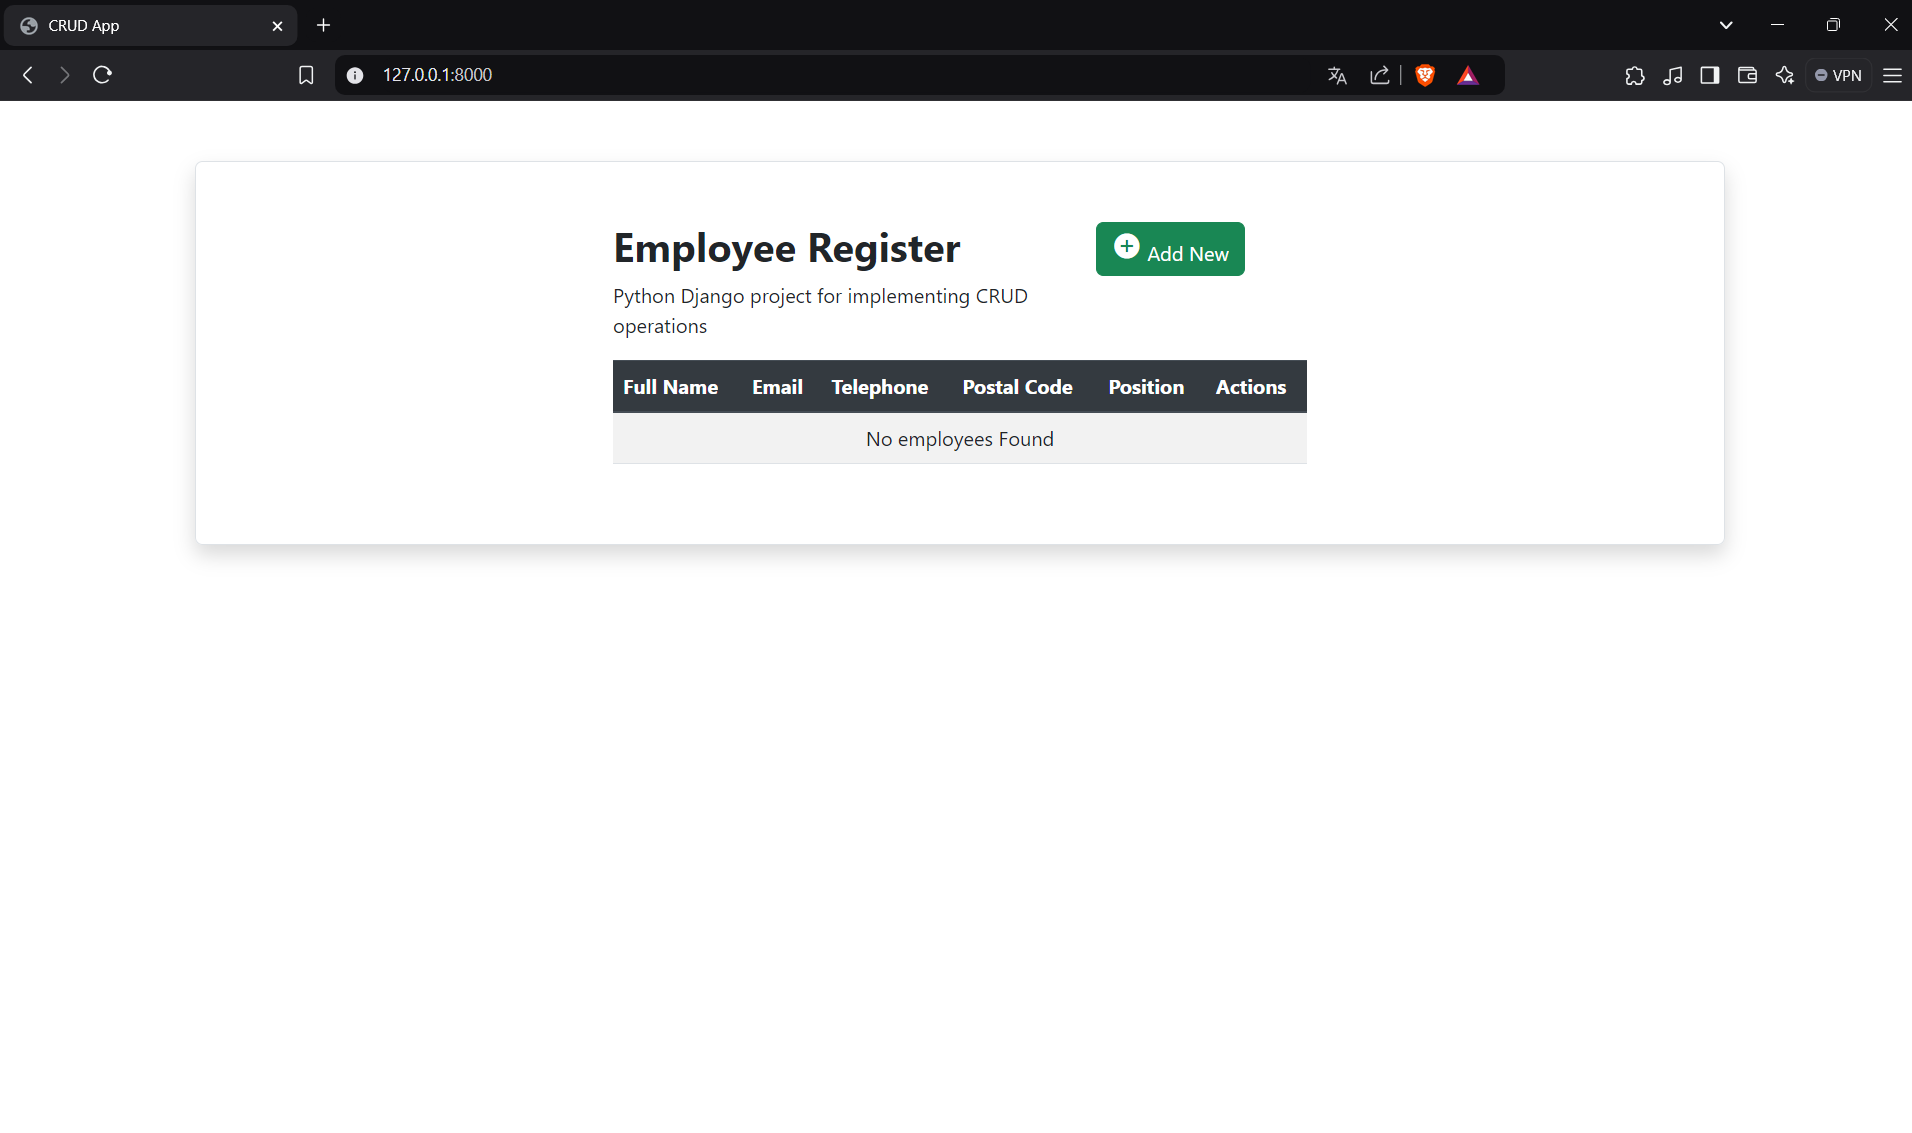 CRUD App
127.0.0.1:8000
VPN
Employee Register
Add New
Python Django project for implementing CRUD
operations
Full Name Email Telephone Postal Code Position Actions
No employees Found